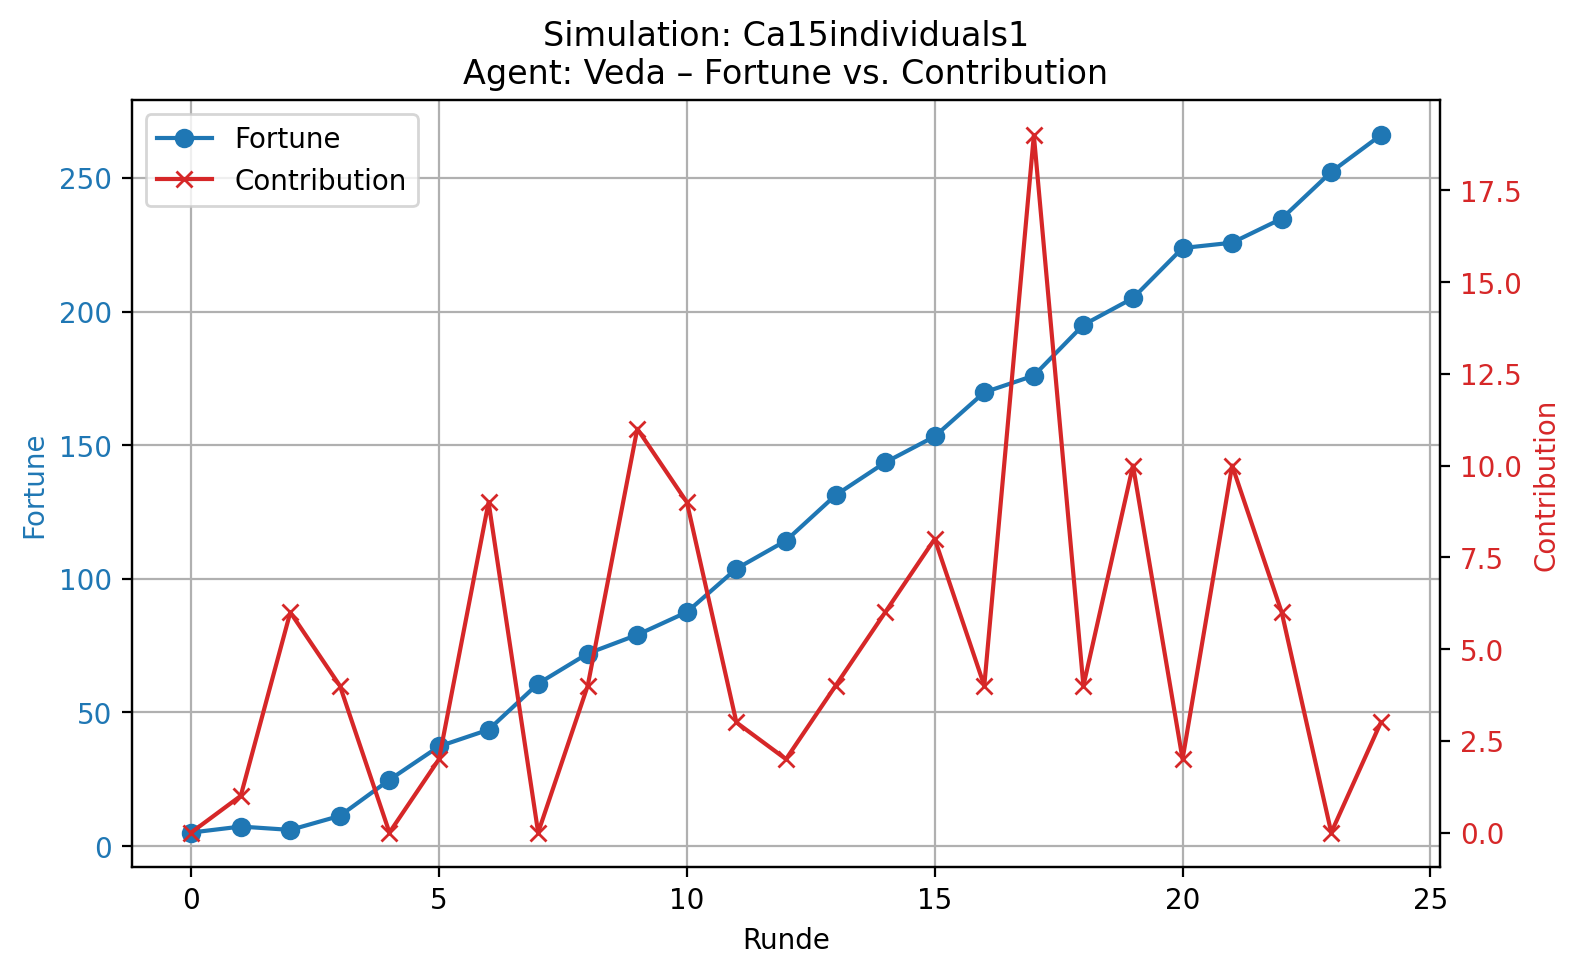 Simulation: Ca15individuals1
Agent: Veda – Fortune vs. Contribution
Fortune
Contribution
250
200
150
100
50
0
Fortune
17.5
15.0
12.5
10.0
7.5
5.0
2.5
0.0
Contribution
0 5 10 15 20 25
Runde